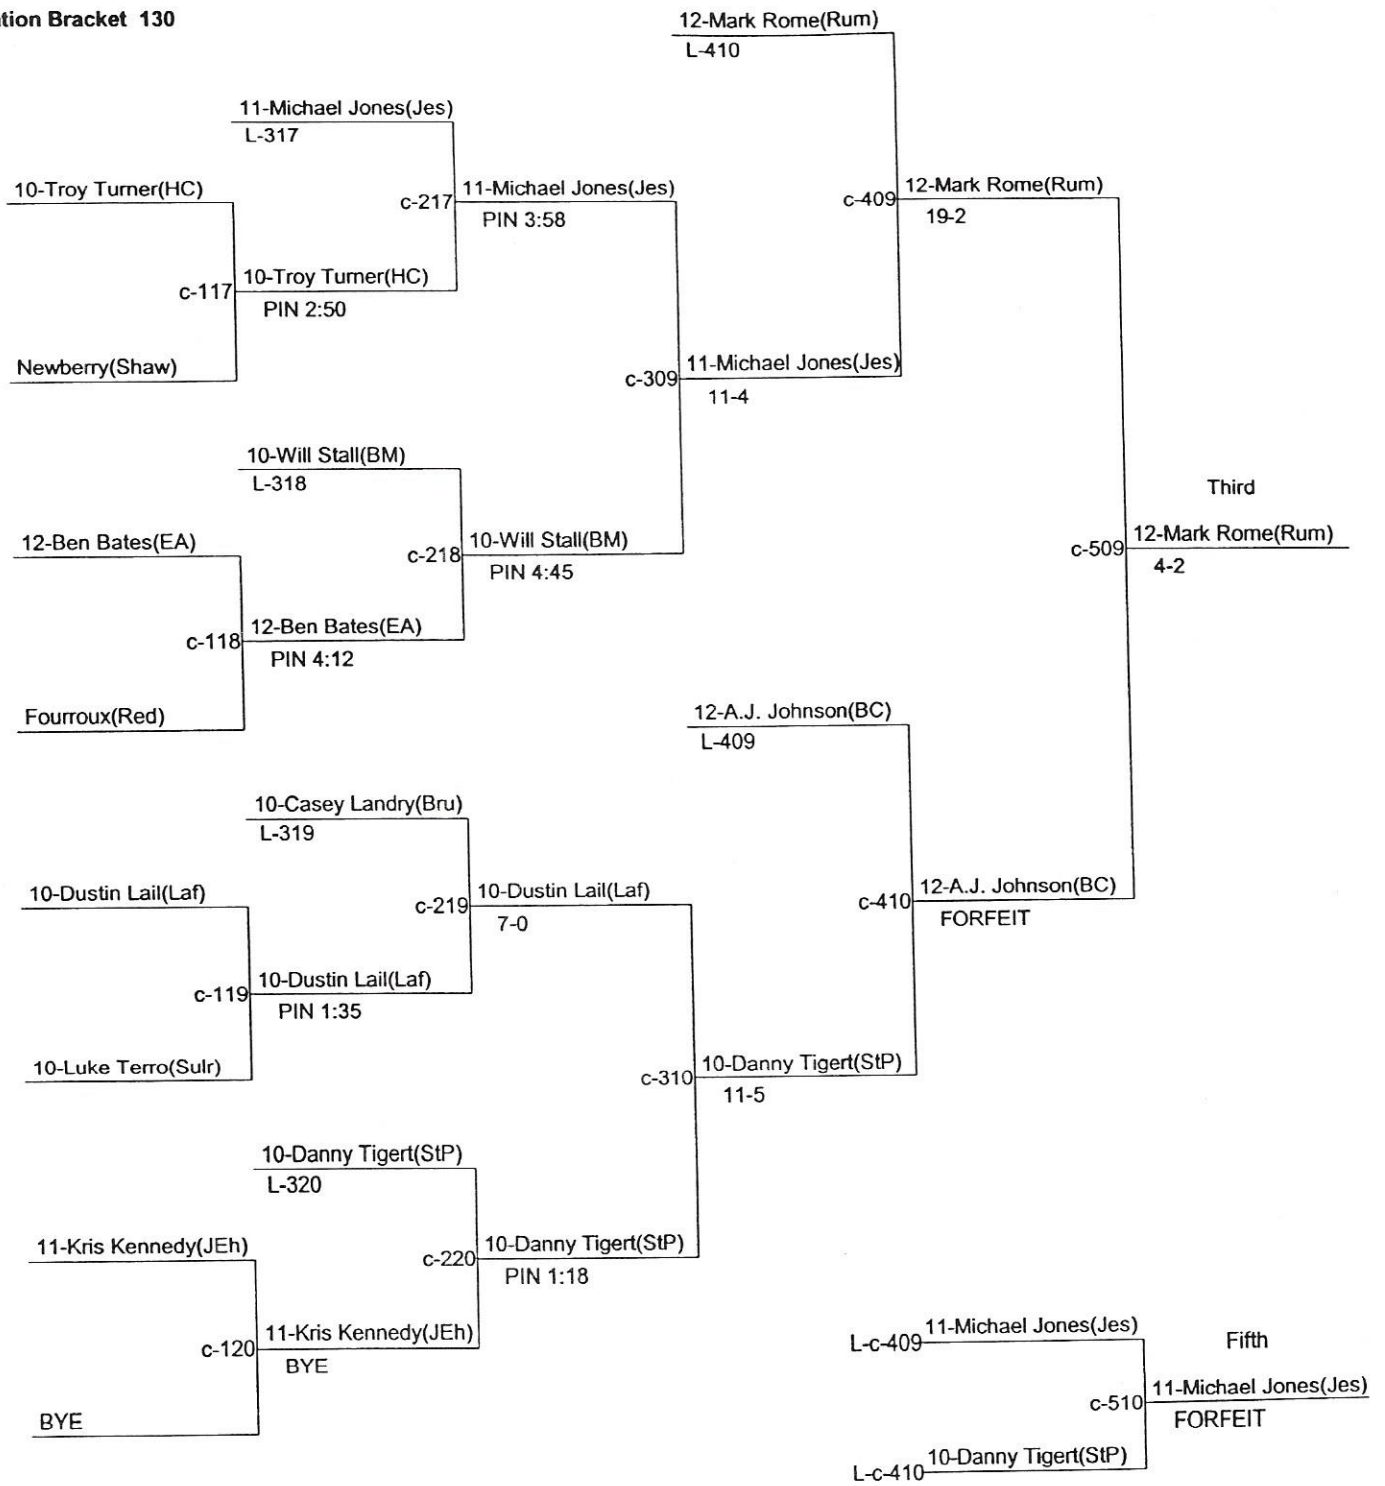 tion Bracket 130
12-Mark Rome(Rum)
L-410
11-Michael Jones(Jes)
L-317
10-Troy Turner(HC)
c-217
11-Michael Jones(Jes)
PIN 3:58
c-409
12-Mark Rome(Rum)
19-2
c-117
10-Troy Turner(HC)
PIN 2:50
Newberry(Shaw)
c-309
11-Michael Jones(Jes)
11-4
10-Will Stall(BM)
L-318
Third
12-Ben Bates(EA)
c-218
10-Will Stall(BM)
PIN 4:45
c-509
12-Mark Rome(Rum)
4-2
c-118
12-Ben Bates(EA)
PIN 4:12
Fourroux(Red)
12-A.J. Johnson(BC)
L-409
10-Casey Landry(Bru)
L-319
10-Dustin Lail(Laf)
c-219
10-Dustin Lail(Laf)
7-0
c-410
12-A.J. Johnson(BC)
FORFEIT
c-119
10-Dustin Lail(Laf)
PIN 1:35
10-Luke Terro(Sulr)
c-310
10-Danny Tigert(StP)
11-5
10-Danny Tigert(StP)
L-320
11-Kris Kennedy(JEh)
c-220
10-Danny Tigert(StP)
PIN 1:18
c-120
11-Kris Kennedy(JEh)
BYE
BYE
L-c-409
11-Michael Jones(Jes)
Fifth
c-510
11-Michael Jones(Jes)
FORFEIT
L-c-410
10-Danny Tigert(StP)